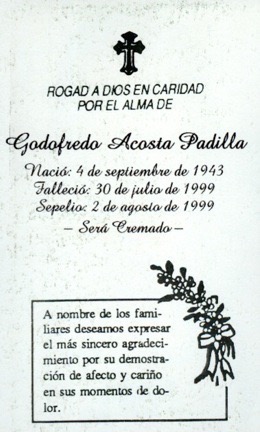 ROGAD A DIOS EN CARIDAD
POR EL ALMA DE
Godofredo Acosta Padilla
Nació: 4 de septiembre de 1943
Falleció: 30 de julio de 1999
Sepelio: 2 de agosto de 1999
– Será Cremado –
A nombre de los fami-
liares deseamos expresar
el más sincero agradeci-
miento por su demostra-
ción de afecto y cariño
en sus momentos de do-
lor.